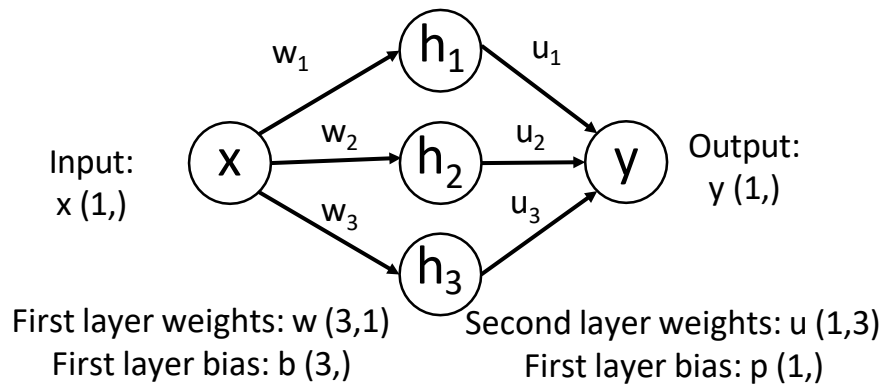 h₁
w₁
u₁
Input:
x (1,)
x
w₂
h₂
u₂
y
Output:
y (1,)
w₃
u₃
h₃
First layer weights: w (3,1)
First layer bias: b (3,)
Second layer weights: u (1,3)
First layer bias: p (1,)